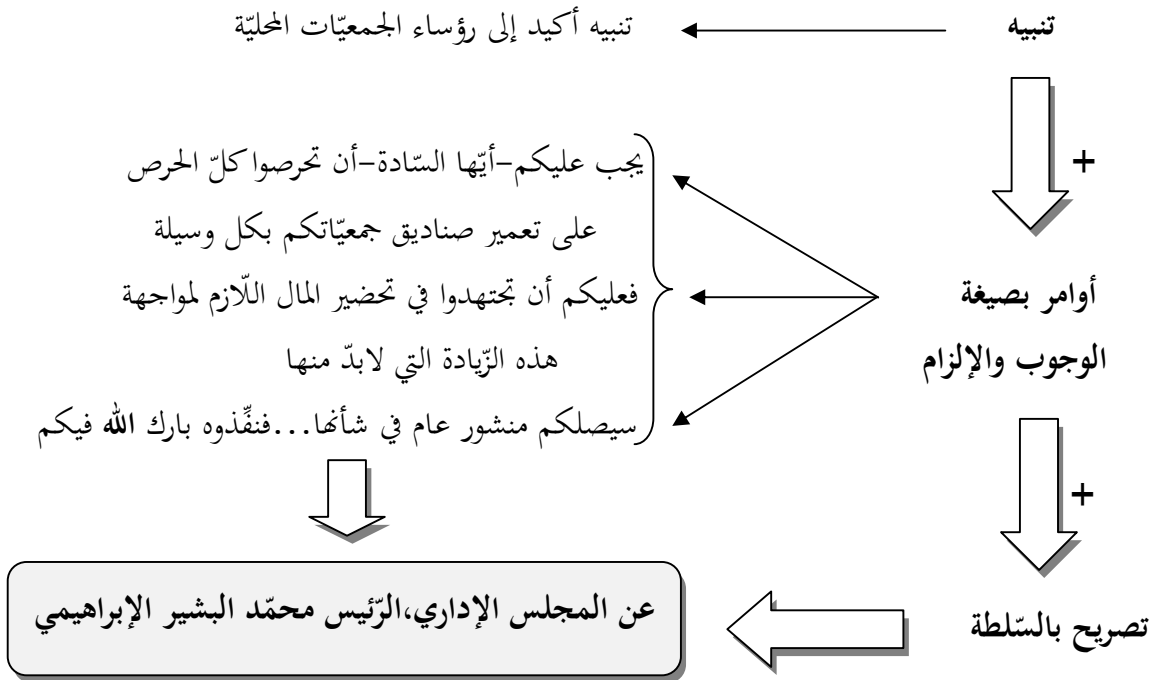 تنبيه
تنبيه أكيد إلى رؤساء الجمعيّات المحليّة
+
يجب عليكم-أيّها السّادة-أن تحرصوا كلّ الحرص
على تعمير صناديق جمعيّاتكم بكل وسيلة
أوامر بصيغة
فعليكم أن تجتهدوا في تحضير المال اللّازم لمواجهة
الوجوب والإلزام
هذه الزّيادة التي لابدّ منها
سيصلكم منشور عام في شأنها...فنفِّذوه بارك الله فيكم
+
تصريح بالسّلطة
عن المجلس الإداري،الرّئيس محمّد البشير الإبراهيمي